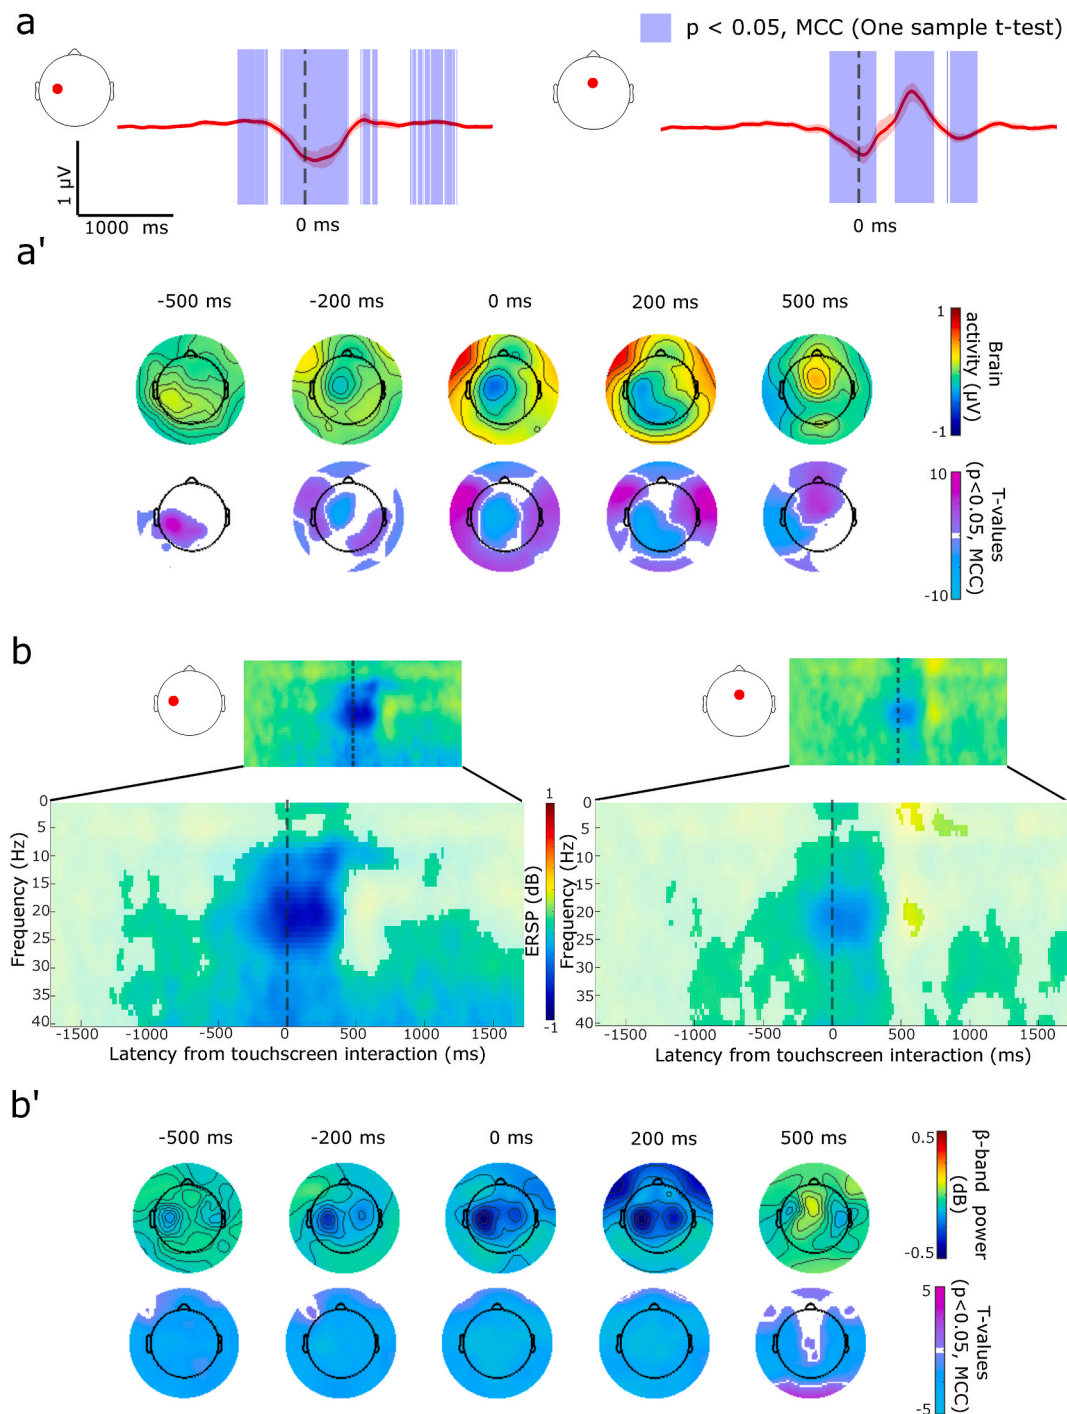 a
p < 0.05, MCC (One sample t-test)
1 μV
1000 ms
0 ms
0 ms
a'
-500 ms
-200 ms
0 ms
200 ms
500 ms
1
-1
Brain
activity (μV)
10
-10
T-values
(p<0.05, MCC)
b
0
5
10
15
20
25
30
35
40
Frequency (Hz)
-1500
-1000
-500
0
500
1000
1500
Latency from touchscreen interaction (ms)
1
-1
ERSP (dB)
0
5
10
15
20
25
30
35
40
Frequency (Hz)
-1500
-1000
-500
0
500
1000
1500
Latency from touchscreen interaction (ms)
b'
-500 ms
-200 ms
0 ms
200 ms
500 ms
0.5
-0.5
β-band power
(dB)
5
-5
T-values
(p<0.05, MCC)